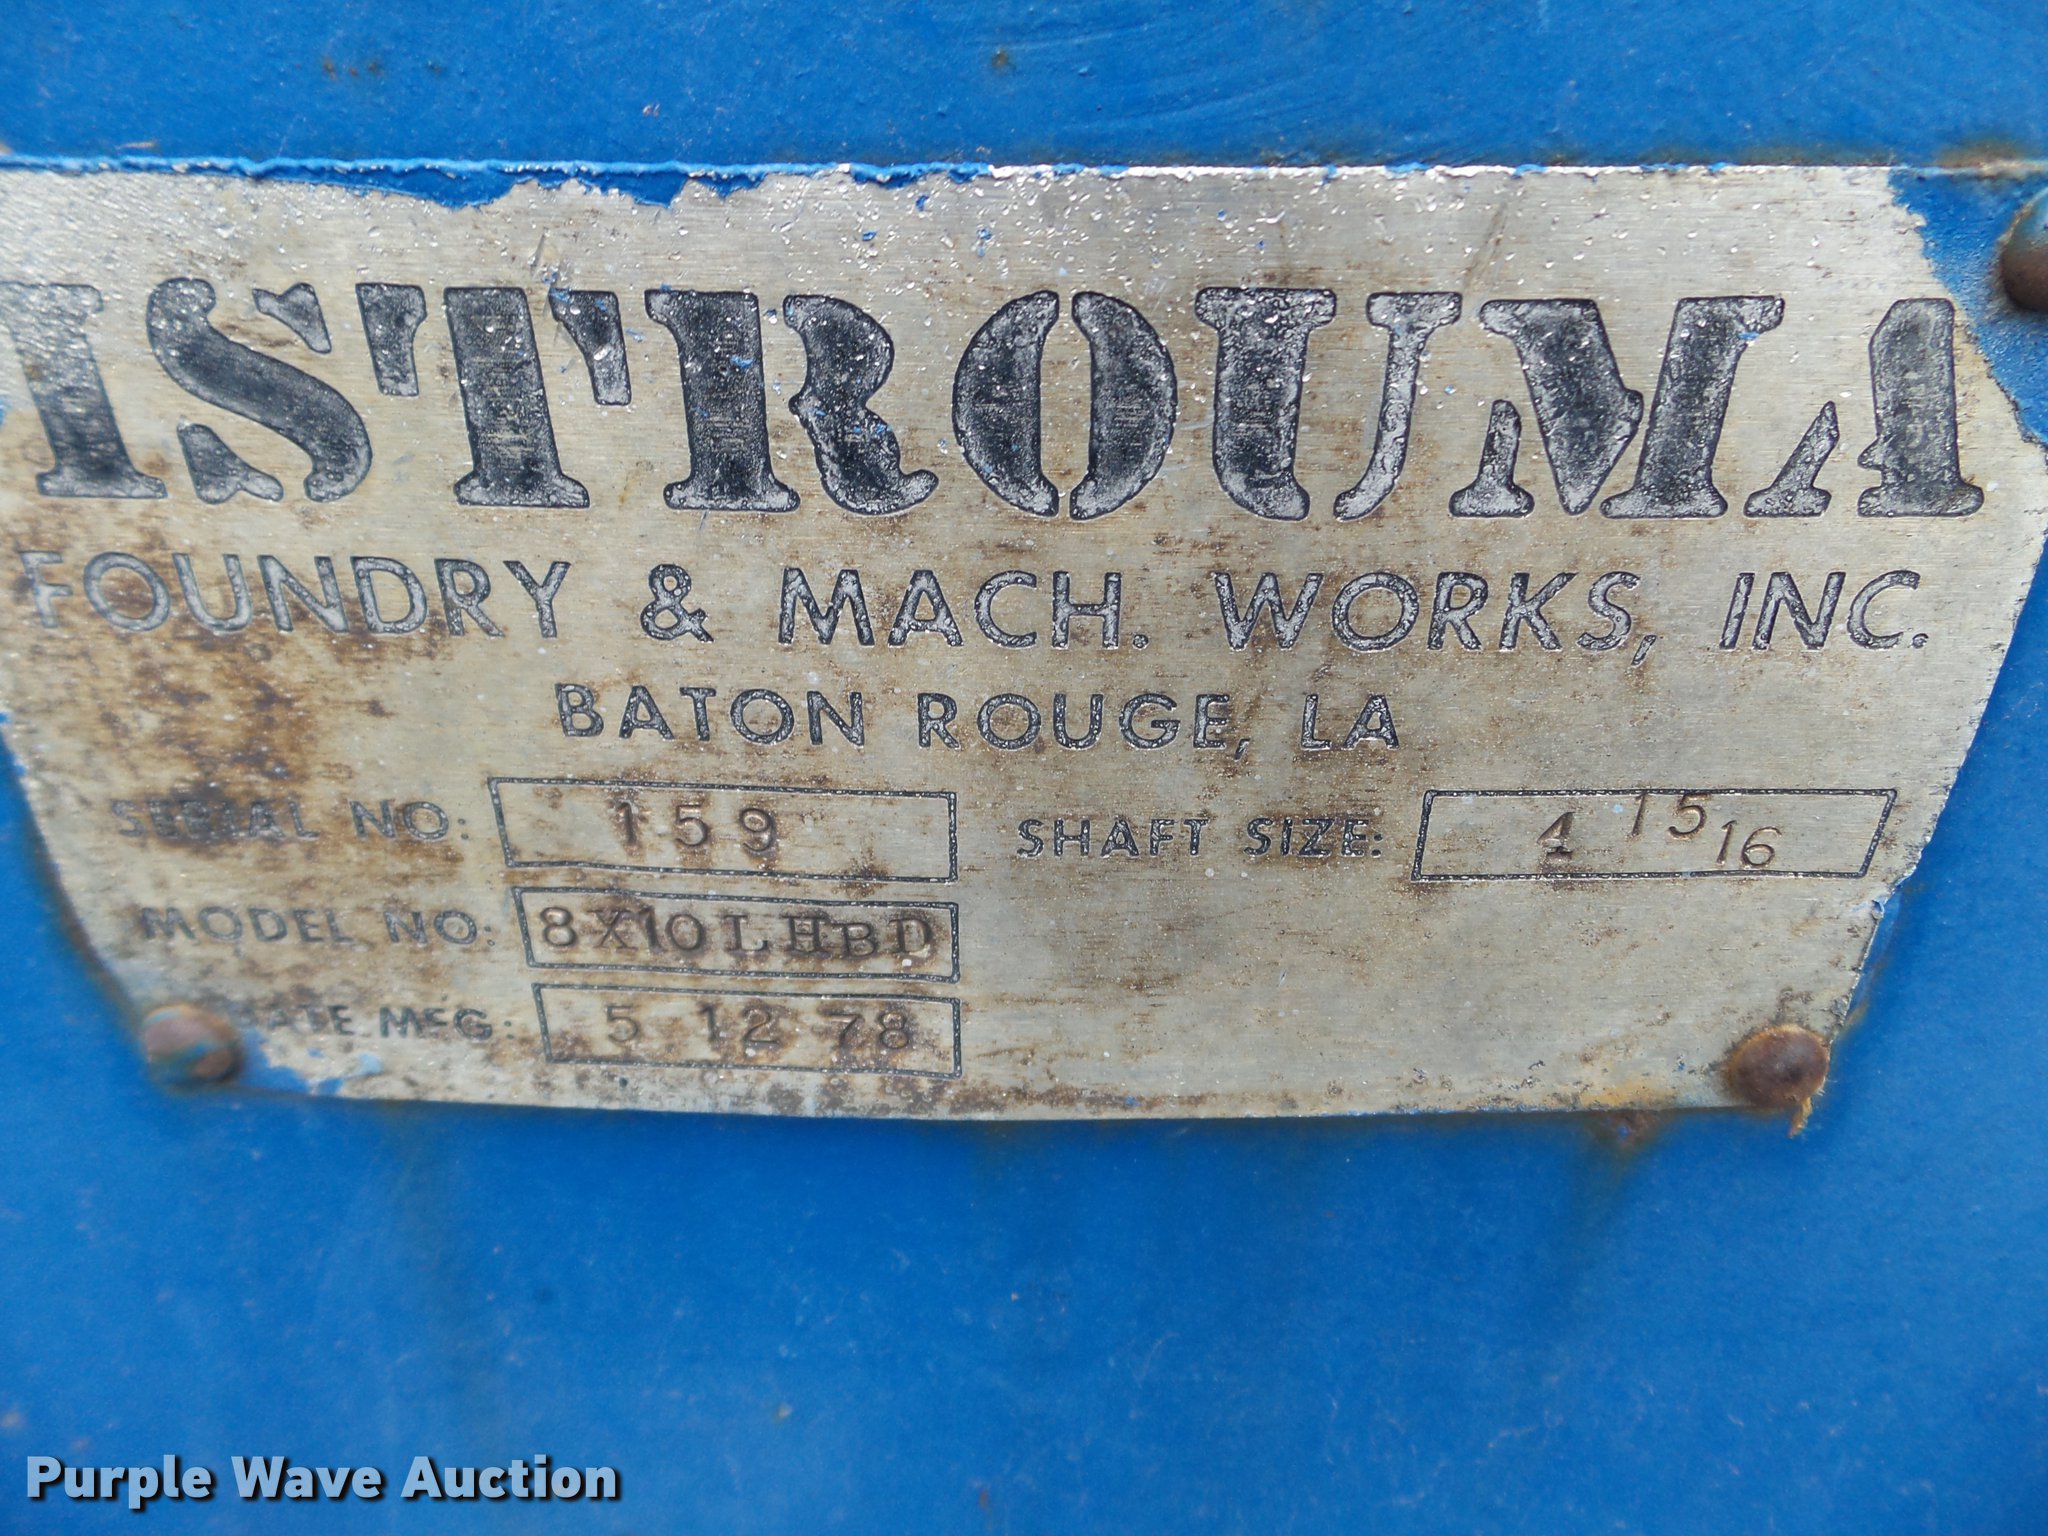 ISTROUMA
FOUNDRY & MACH. WORKS, INC.
BATON ROUGE, LA
SERIAL NO: 159 SHAFT SIZE: 4 15/16
MODEL NO: 8X10LHBD
DATE MFG: 5 12 78
Purple Wave Auction